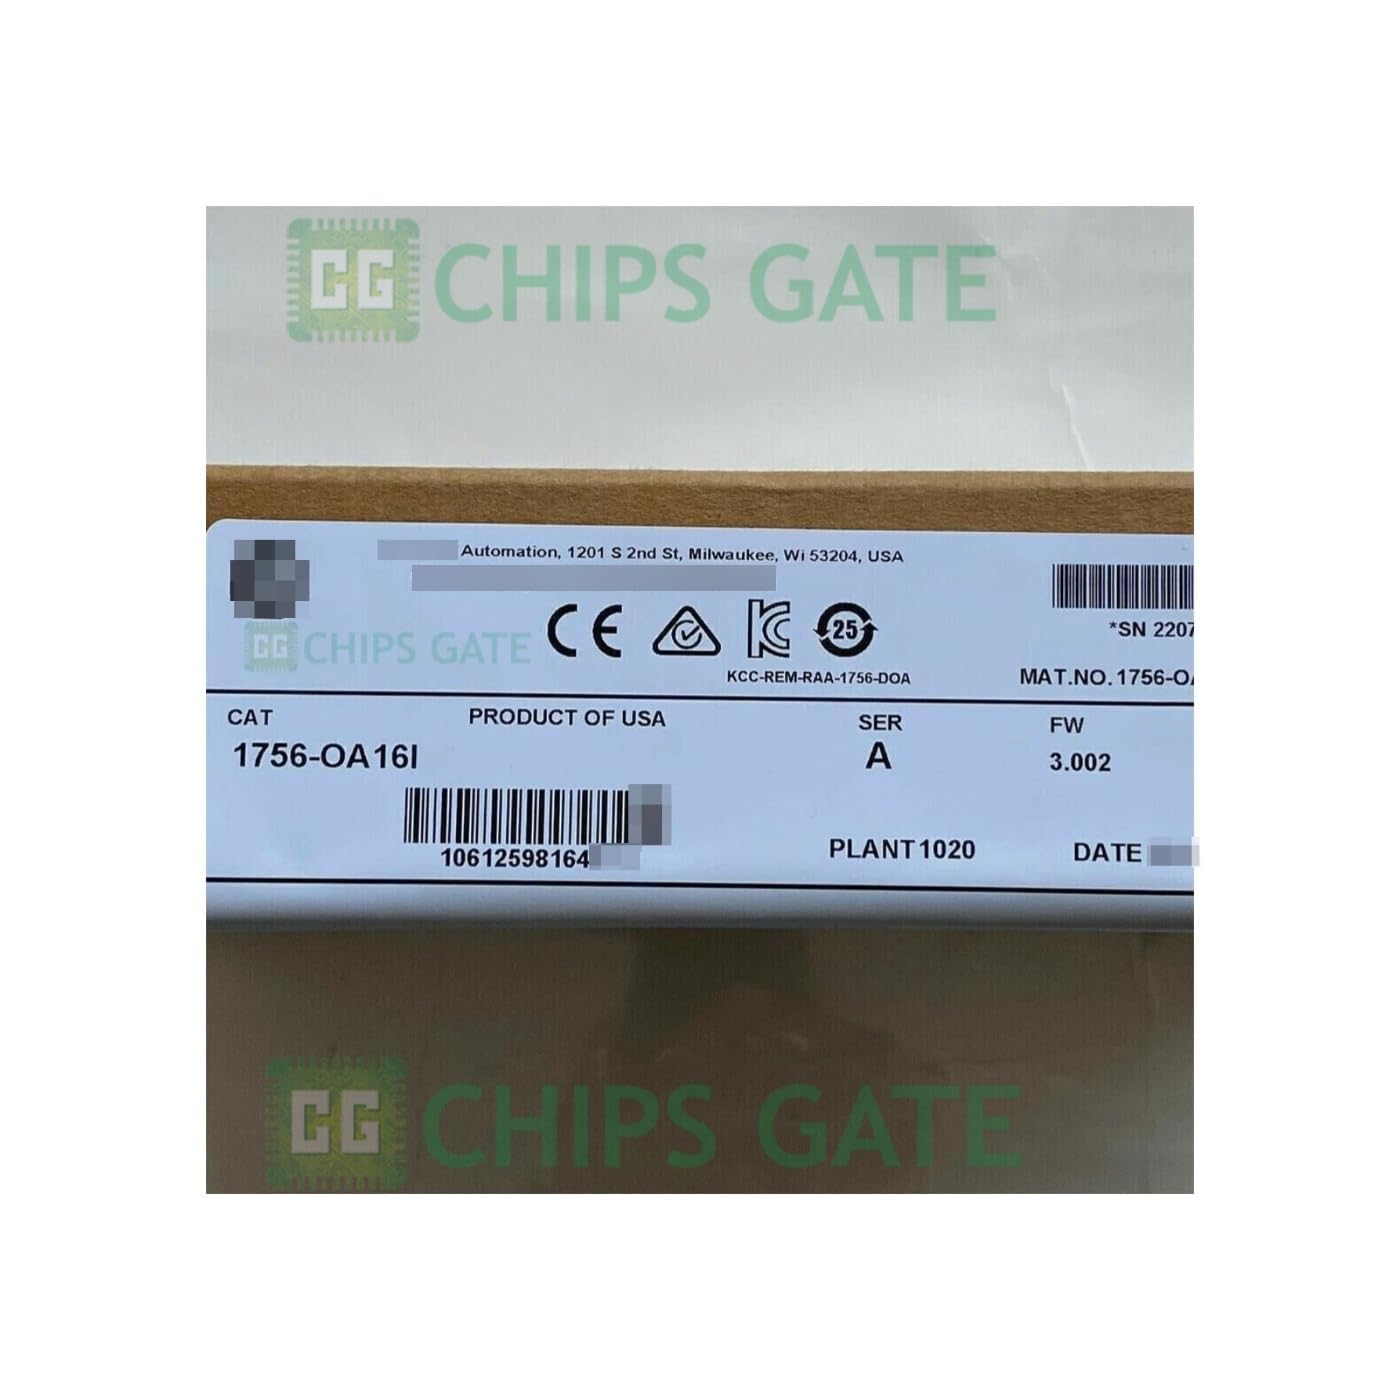 CG CHIPS GATE
Automation, 1201 S 2nd St, Milwaukee, Wi 53204, USA
CE
KC
25
*SN 2207
CG CHIPS GATE
KCC-REM-RAA-1756-DOA
MAT.NO. 1756-OA
CAT
PRODUCT OF USA
SER
FW
1756-OA16I
A
3.002
10612598164
PLANT 1020
DATE
CG CHIPS GATE